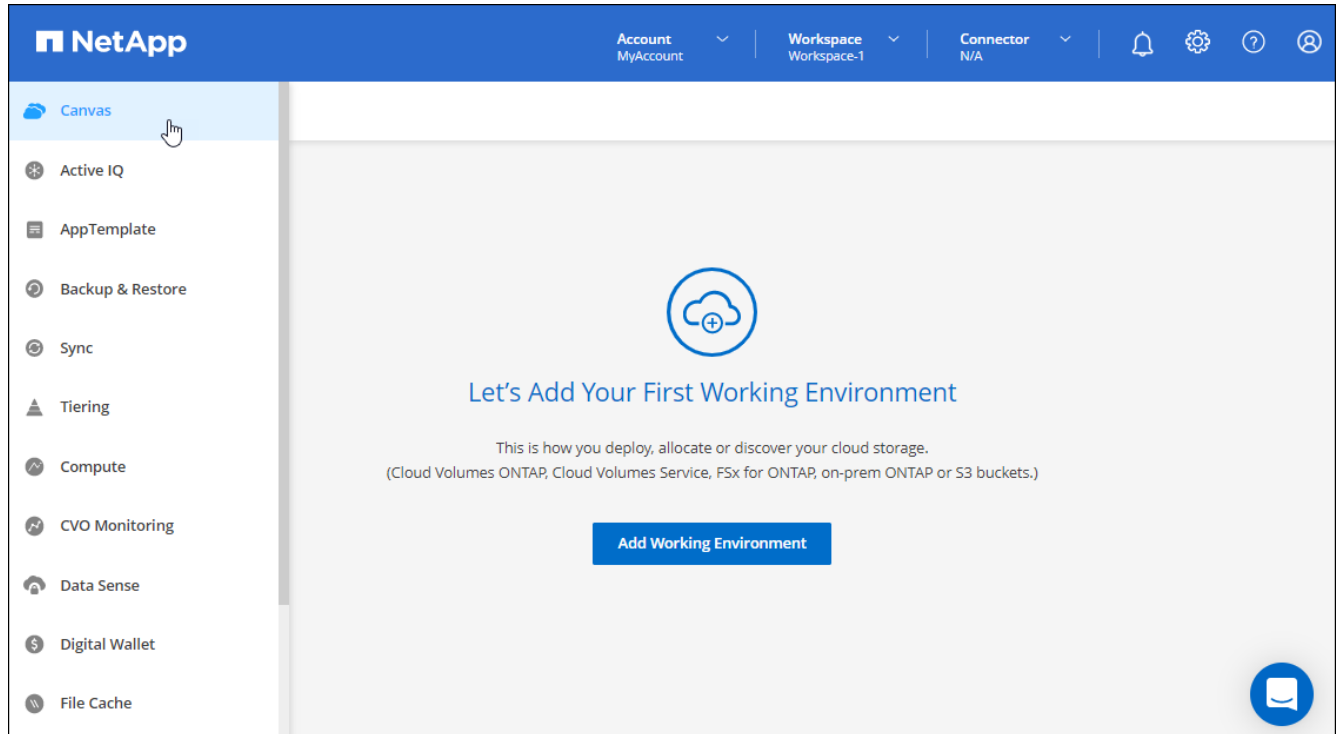 NetApp
Account
MyAccount
Workspace
Workspace-1
Connector
N/A
Canvas
Active IQ
AppTemplate
Backup & Restore
Sync
Tiering
Compute
CVO Monitoring
Data Sense
Digital Wallet
File Cache
Let's Add Your First Working Environment
This is how you deploy, allocate or discover your cloud storage.
(Cloud Volumes ONTAP, Cloud Volumes Service, FSx for ONTAP, on-prem ONTAP or S3 buckets.)
Add Working Environment